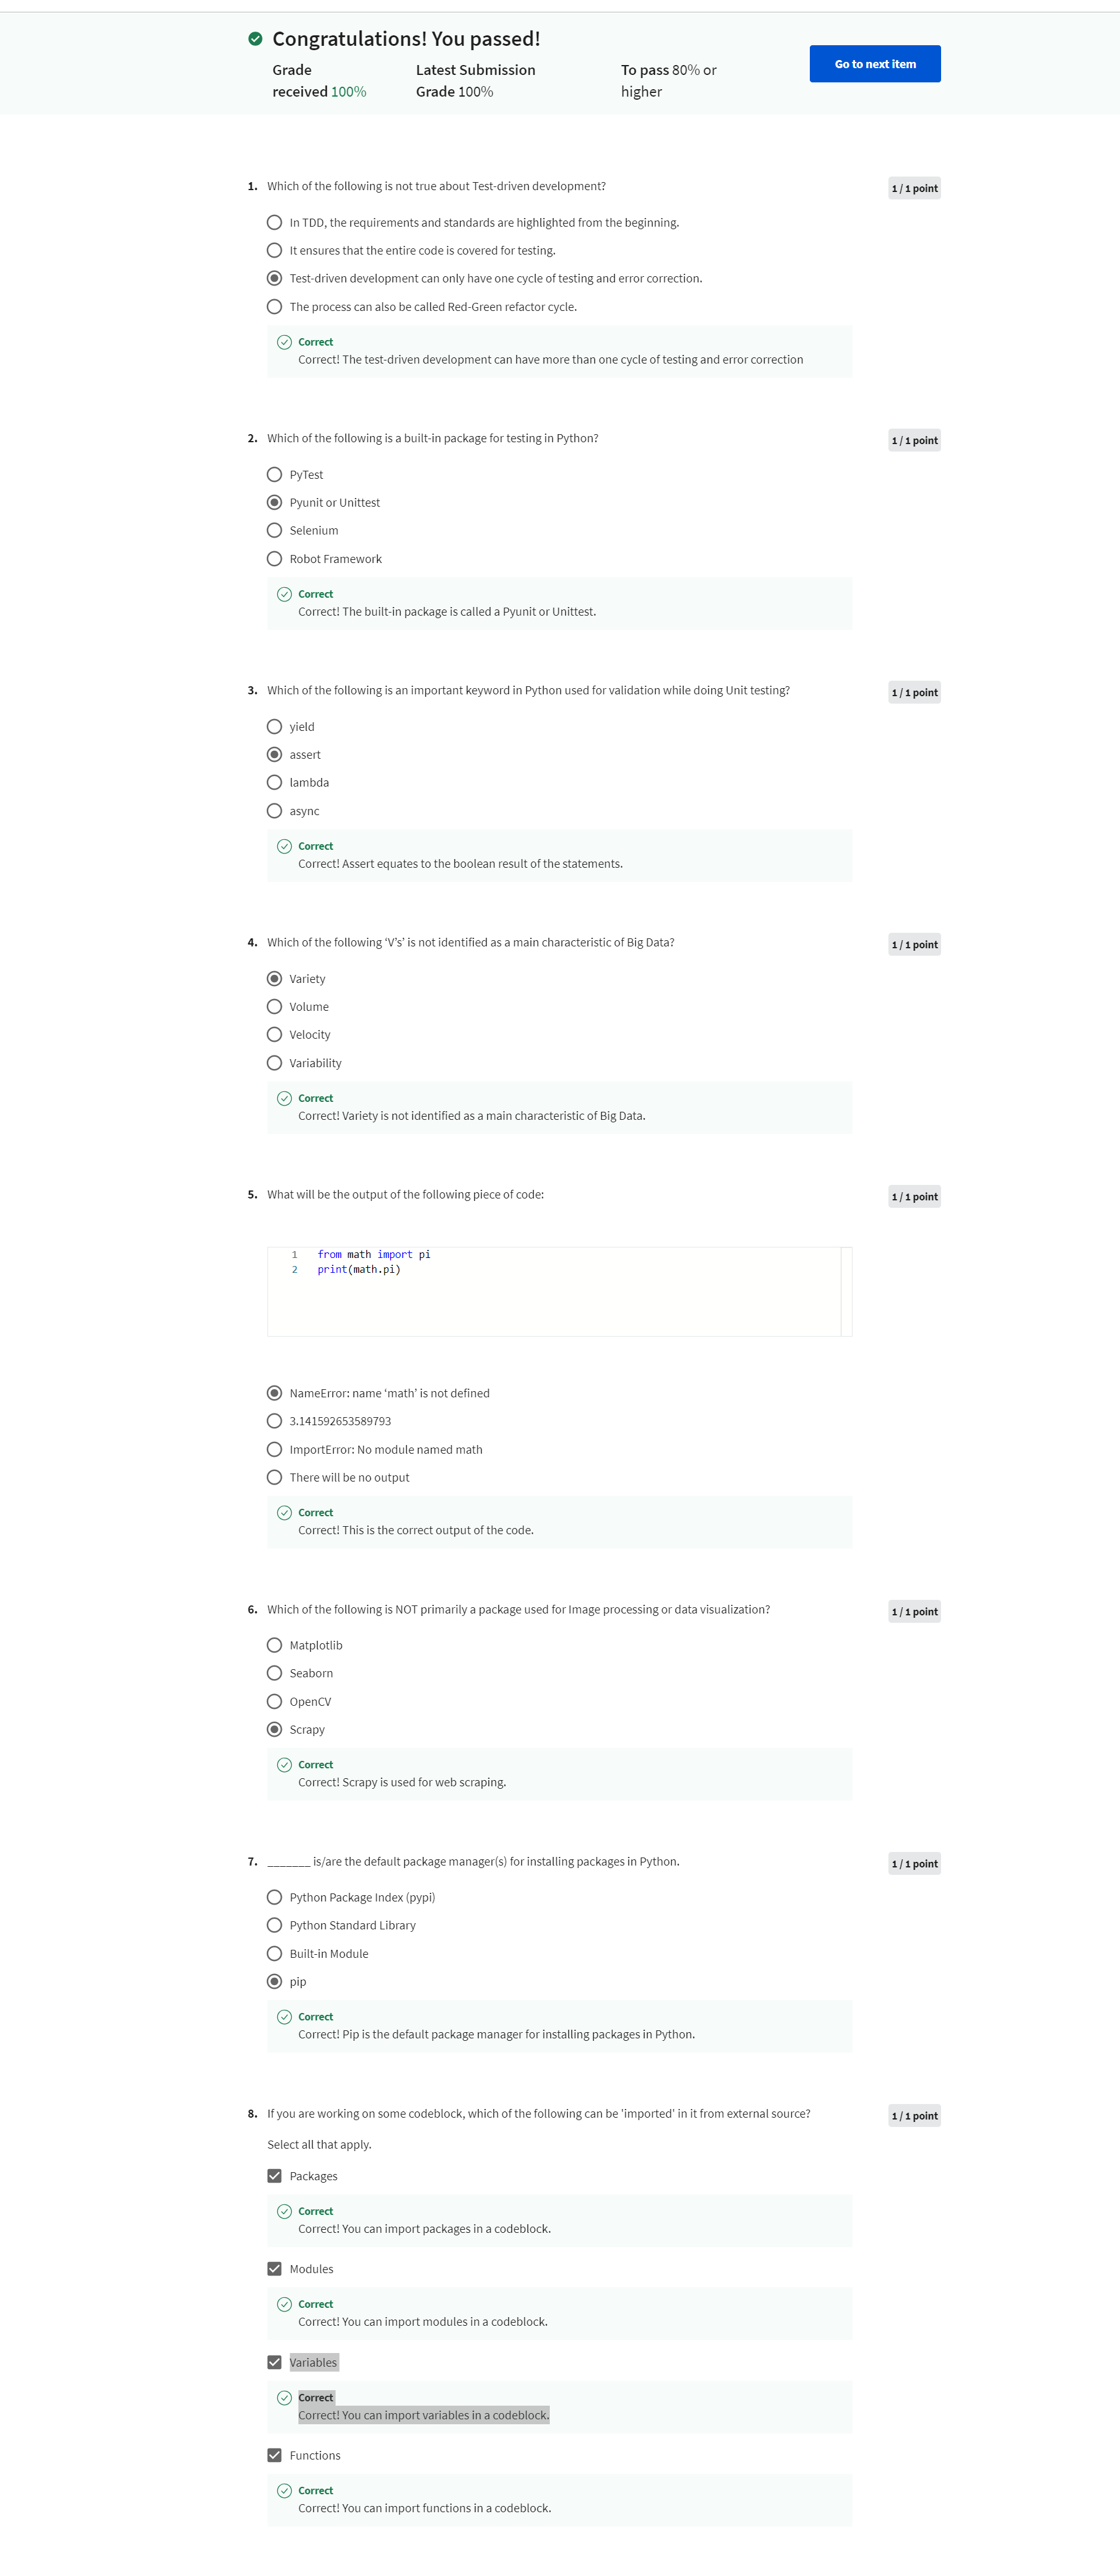 Congratulations! You passed!
Go to next item
Grade
received 100%
Latest Submission
Grade 100%
To pass 80% or
higher
1. Which of the following is not true about Test-driven development?
1 / 1 point
In TDD, the requirements and standards are highlighted from the beginning.
It ensures that the entire code is covered for testing.
Test-driven development can only have one cycle of testing and error correction.
The process can also be called Red-Green refactor cycle.
Correct
Correct! The test-driven development can have more than one cycle of testing and error correction
2. Which of the following is a built-in package for testing in Python?
1 / 1 point
PyTest
Pyunit or Unittest
Selenium
Robot Framework
Correct
Correct! The built-in package is called a Pyunit or Unittest.
3. Which of the following is an important keyword in Python used for validation while doing Unit testing?
1 / 1 point
yield
assert
lambda
async
Correct
Correct! Assert equates to the boolean result of the statements.
4. Which of the following ‘V’s’ is not identified as a main characteristic of Big Data?
1 / 1 point
Variety
Volume
Velocity
Variability
Correct
Correct! Variety is not identified as a main characteristic of Big Data.
5. What will be the output of the following piece of code:
1 / 1 point
1 from math import pi
2 print(math.pi)
NameError: name ‘math’ is not defined
3.141592653589793
ImportError: No module named math
There will be no output
Correct
Correct! This is the correct output of the code.
6. Which of the following is NOT primarily a package used for Image processing or data visualization?
1 / 1 point
Matplotlib
Seaborn
OpenCV
Scrapy
Correct
Correct! Scrapy is used for web scraping.
7. _______ is/are the default package manager(s) for installing packages in Python.
1 / 1 point
Python Package Index (pypi)
Python Standard Library
Built-in Module
pip
Correct
Correct! Pip is the default package manager for installing packages in Python.
8. If you are working on some codeblock, which of the following can be 'imported' in it from external source?
1 / 1 point
Select all that apply.
Packages
Correct
Correct! You can import packages in a codeblock.
Modules
Correct
Correct! You can import modules in a codeblock.
Variables
Correct
Correct! You can import variables in a codeblock.
Functions
Correct
Correct! You can import functions in a codeblock.